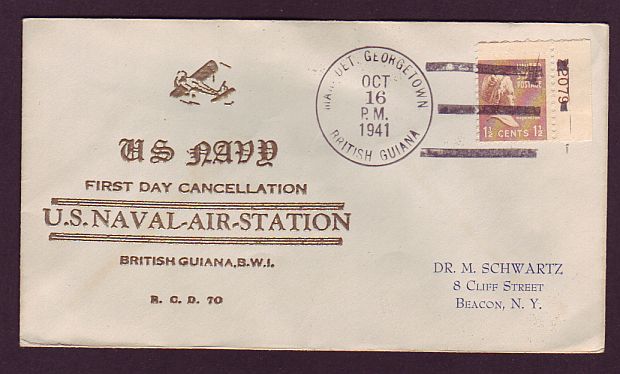 US NAVY
FIRST DAY CANCELLATION
U.S. NAVAL-AIR-STATION
BRITISH GUIANA, B.W.I.
R. C. D. 70
MAR. DET. GEORGETOWN
OCT
16
P.M.
1941
BRITISH GUIANA
POSTAGE
1½ CENTS 1½
22079
DR. M. SCHWARTZ
8 CLIFF STREET
BEACON, N. Y.